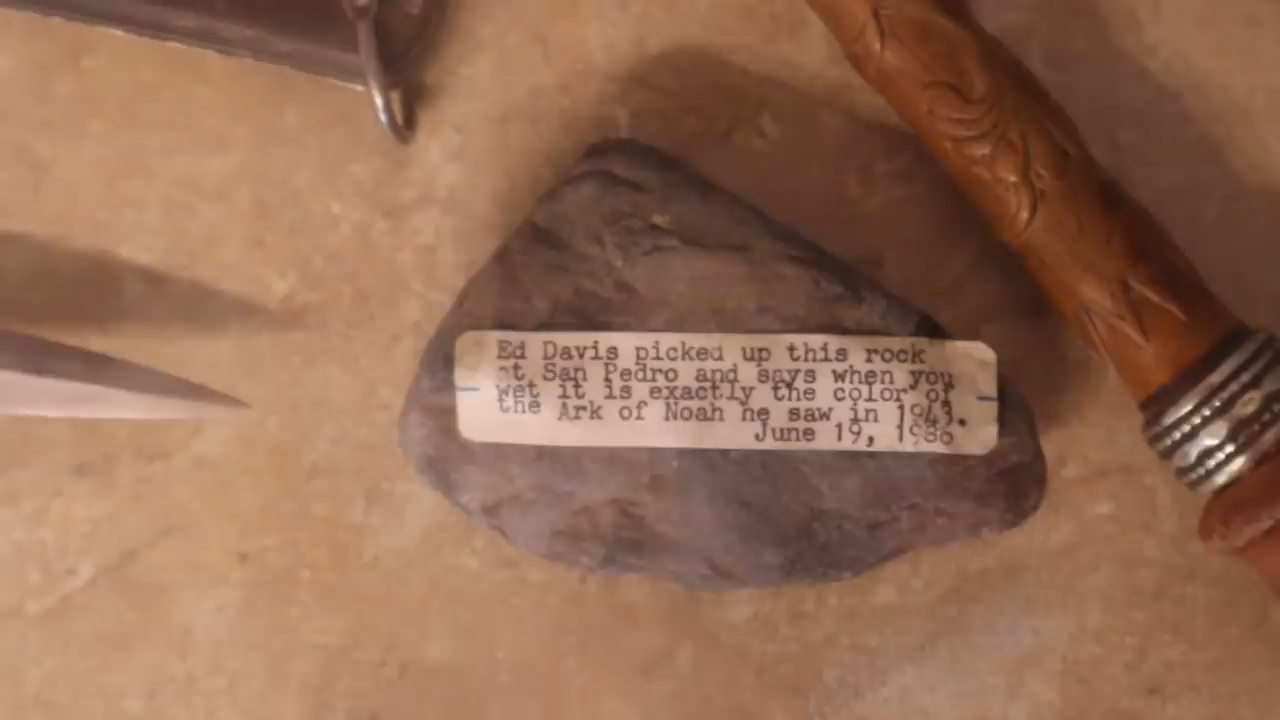 Ed Davis picked up this rock
at San Pedro and says when you
wet it is exactly the color of
the Ark of Noah he saw in 1943.
June 19, 1986